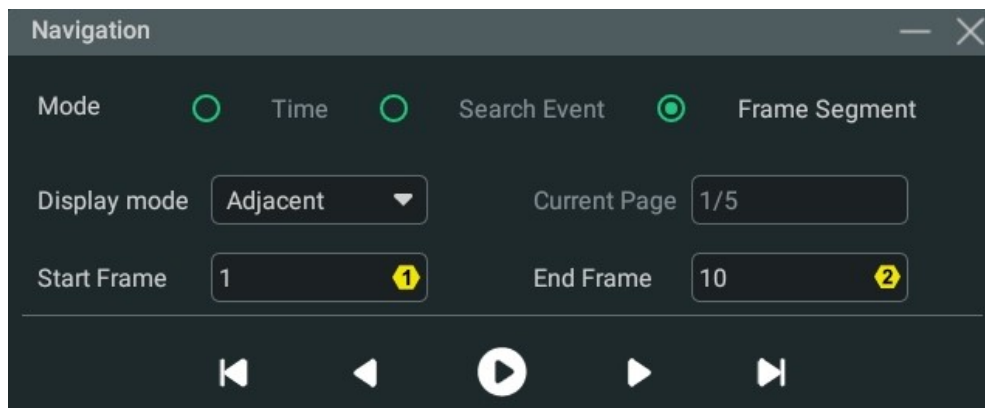 Navigation
Mode Time Search Event Frame Segment
Display mode Adjacent Current Page 1/5
Start Frame 1 1 End Frame 10 2